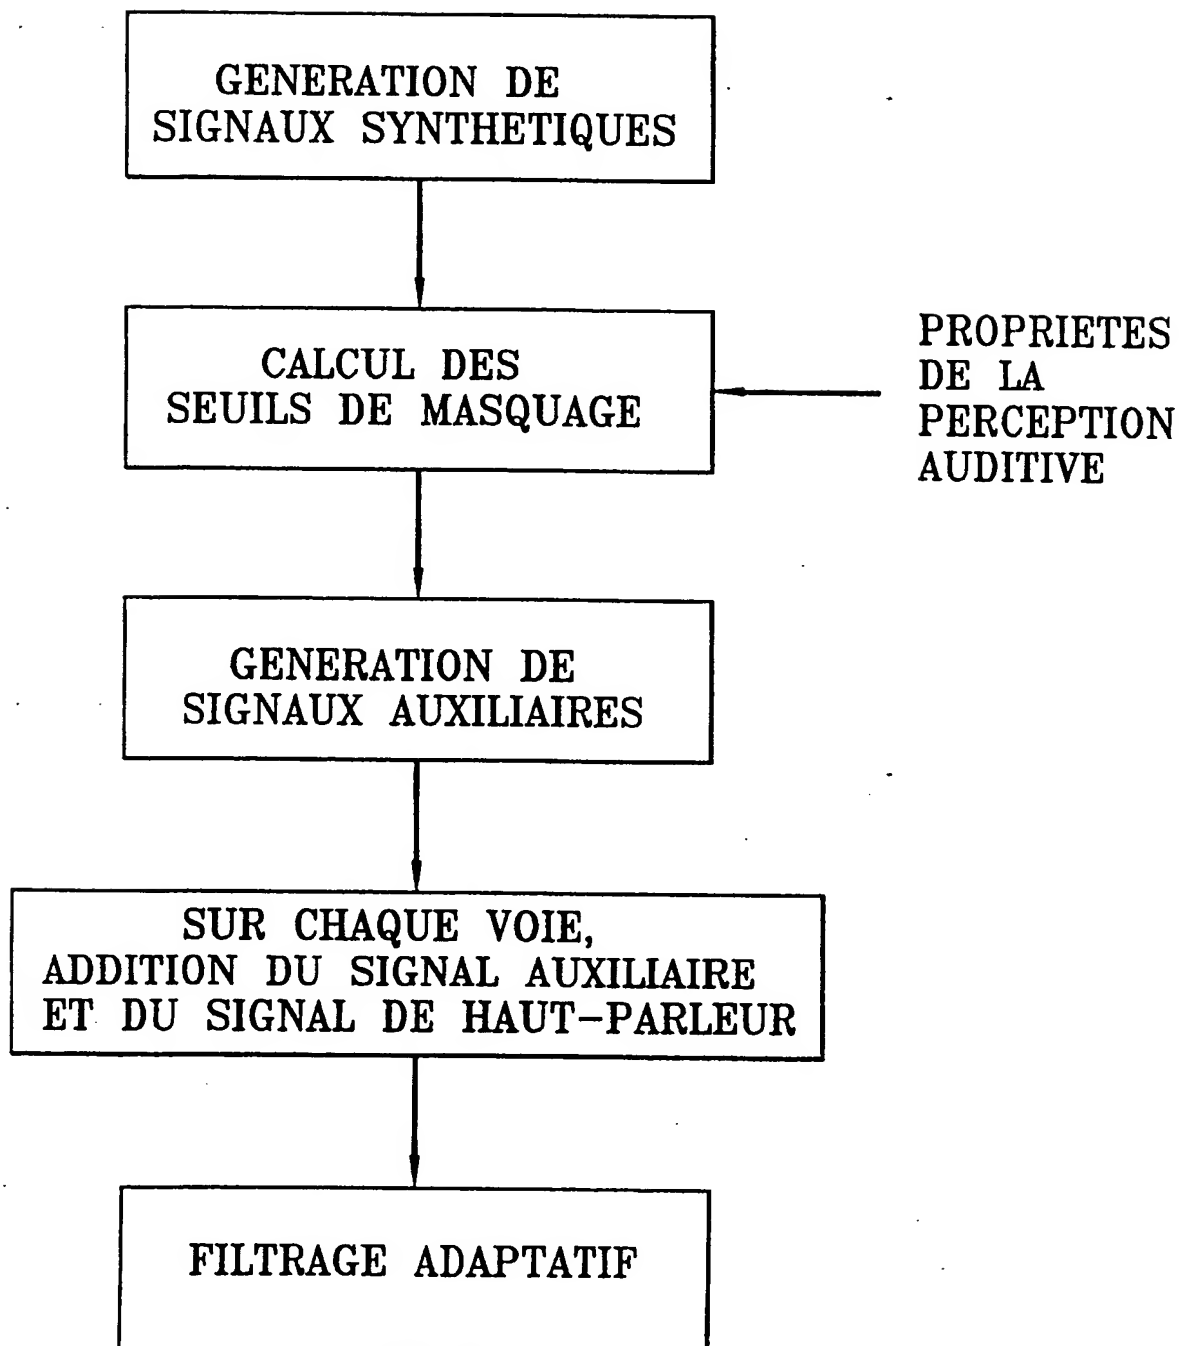 GENERATION DE
SIGNAUX SYNTHETIQUES
CALCUL DES
SEUILS DE MASQUAGE
PROPRIETES
DE LA
PERCEPTION
AUDITIVE
GENERATION DE
SIGNAUX AUXILIAIRES
SUR CHAQUE VOIE,
ADDITION DU SIGNAL AUXILIAIRE
ET DU SIGNAL DE HAUT-PARLEUR
FILTRAGE ADAPTATIF